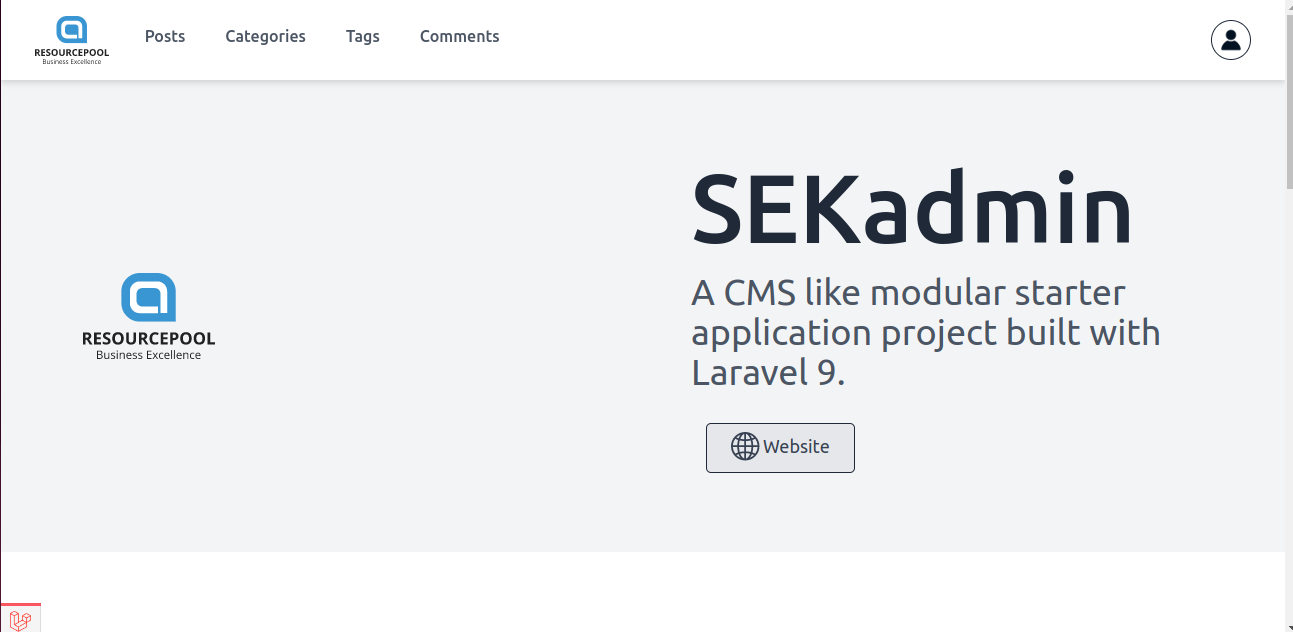 RESOURCEPOOL
Business Excellence
Posts
Categories
Tags
Comments
SEKadmin
A CMS like modular starter
application project built with
Laravel 9.
RESOURCEPOOL
Business Excellence
Website